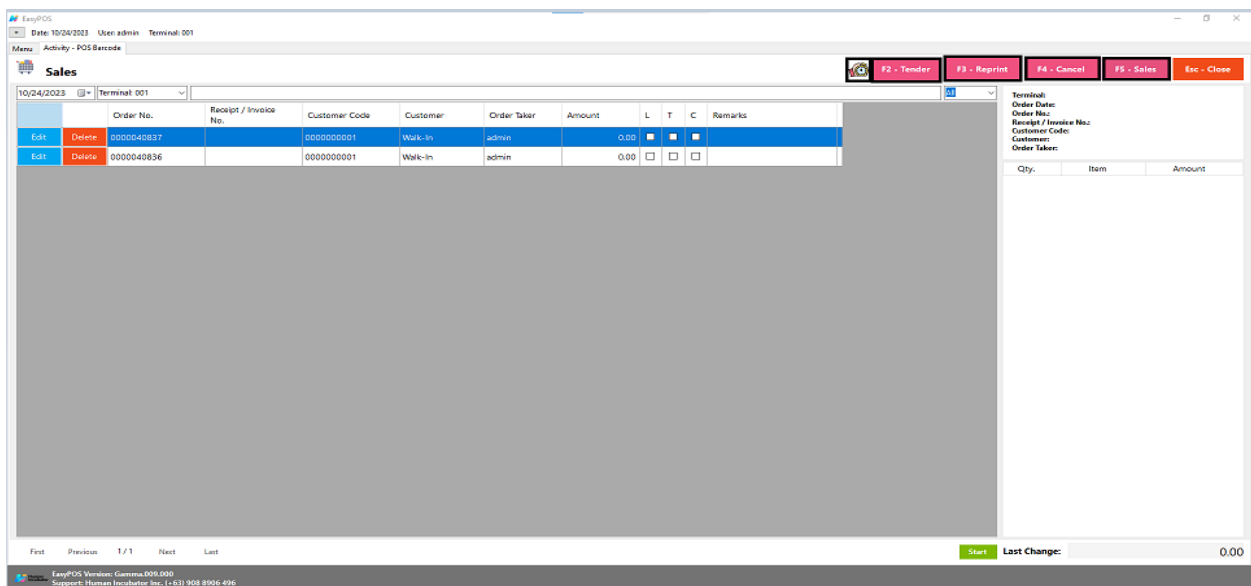 EasyPOS
Date: 10/24/2023 User: admin Terminal: 001
Menu Activity - POS Barcode
Sales
F2 - Tender F3 - Reprint F4 - Cancel F5 - Sales Esc - Close
10/24/2023 Terminal: 001 All
Order No. Receipt / Invoice No. Customer Code Customer Order Taker Amount L T C Remarks
Edit Delete 0000040837 0000000001 Walk-In admin 0.00
Edit Delete 0000040836 0000000001 Walk-In admin 0.00
Terminal:
Order Date:
Order No.:
Receipt / Invoice No.:
Customer Code:
Customer:
Order Taker:
Qty. Item Amount
First Previous 1 / 1 Next Last
Start Last Change: 0.00
EasyPOS Version: Gamma.009.000
Support: Human Incubator Inc. (+63) 908 8906 496